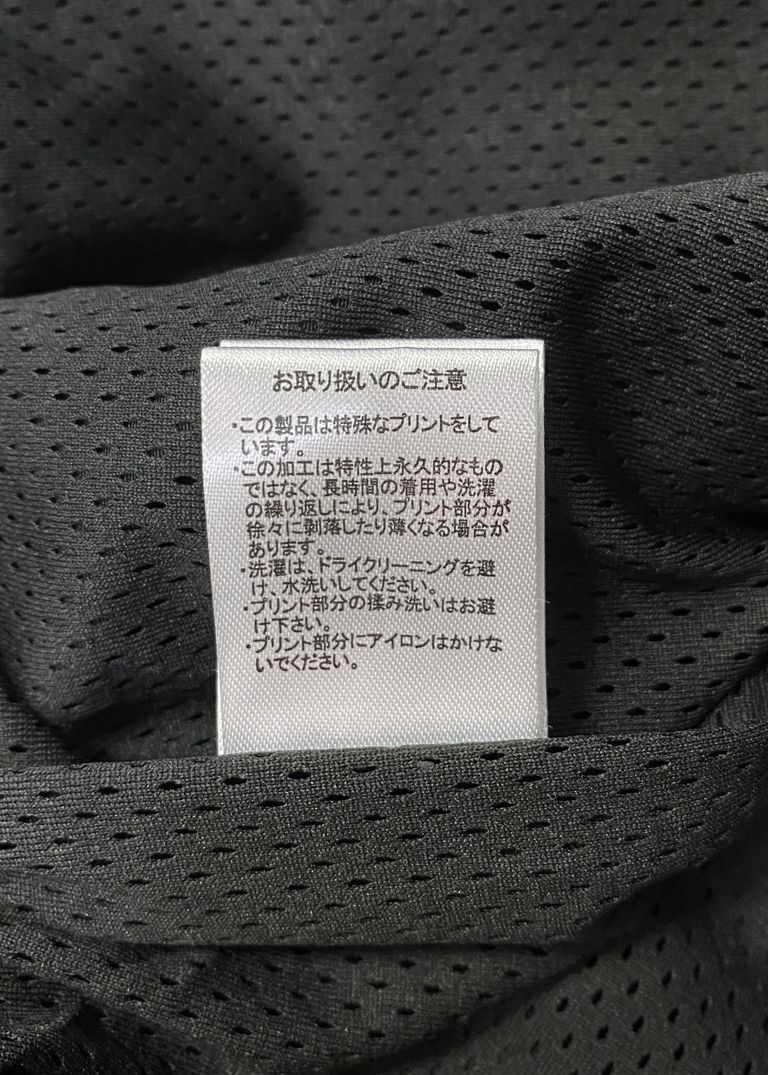 お取り扱いのご注意
・この製品は特殊なプリントをして
います。
・この加工は特性上永久的なもの
ではなく、長時間の着用や洗濯
の繰り返しにより、プリント部分が
徐々に剥落したり薄くなる場合が
あります。
・洗濯は、ドライクリーニングを避
け、水洗いしてください。
・プリント部分の揉み洗いはお避
け下さい。
・プリント部分にアイロンはかけな
いでください。